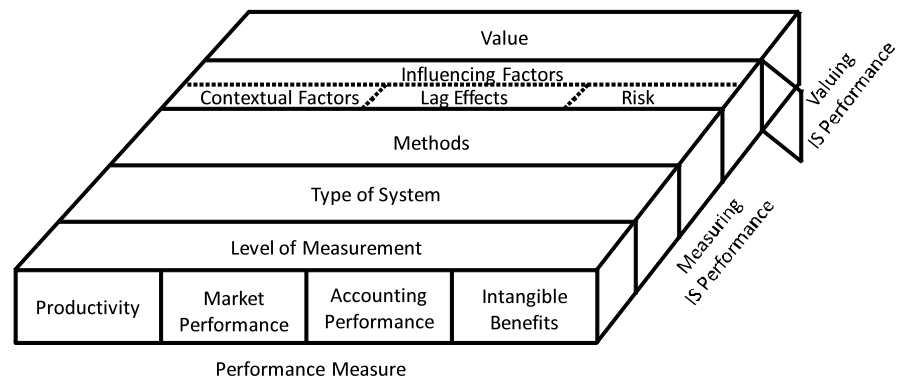 Value
Influencing Factors
Contextual Factors Lag Effects Risk
Methods
Type of System
Level of Measurement
Productivity
Market
Performance
Accounting
Performance
Intangible
Benefits
Performance Measure
Measuring
IS Performance
Valuing
IS Performance